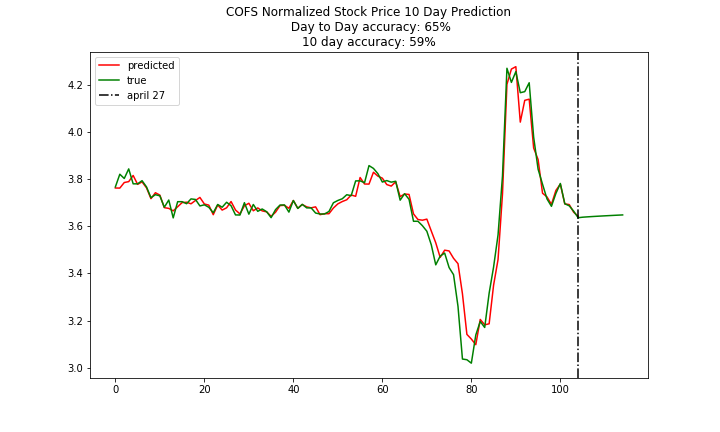 COFS Normalized Stock Price 10 Day Prediction
Day to Day accuracy: 65%
10 day accuracy: 59%
predicted
true
april 27
4.2
4.0
3.8
3.6
3.4
3.2
3.0
0 20 40 60 80 100